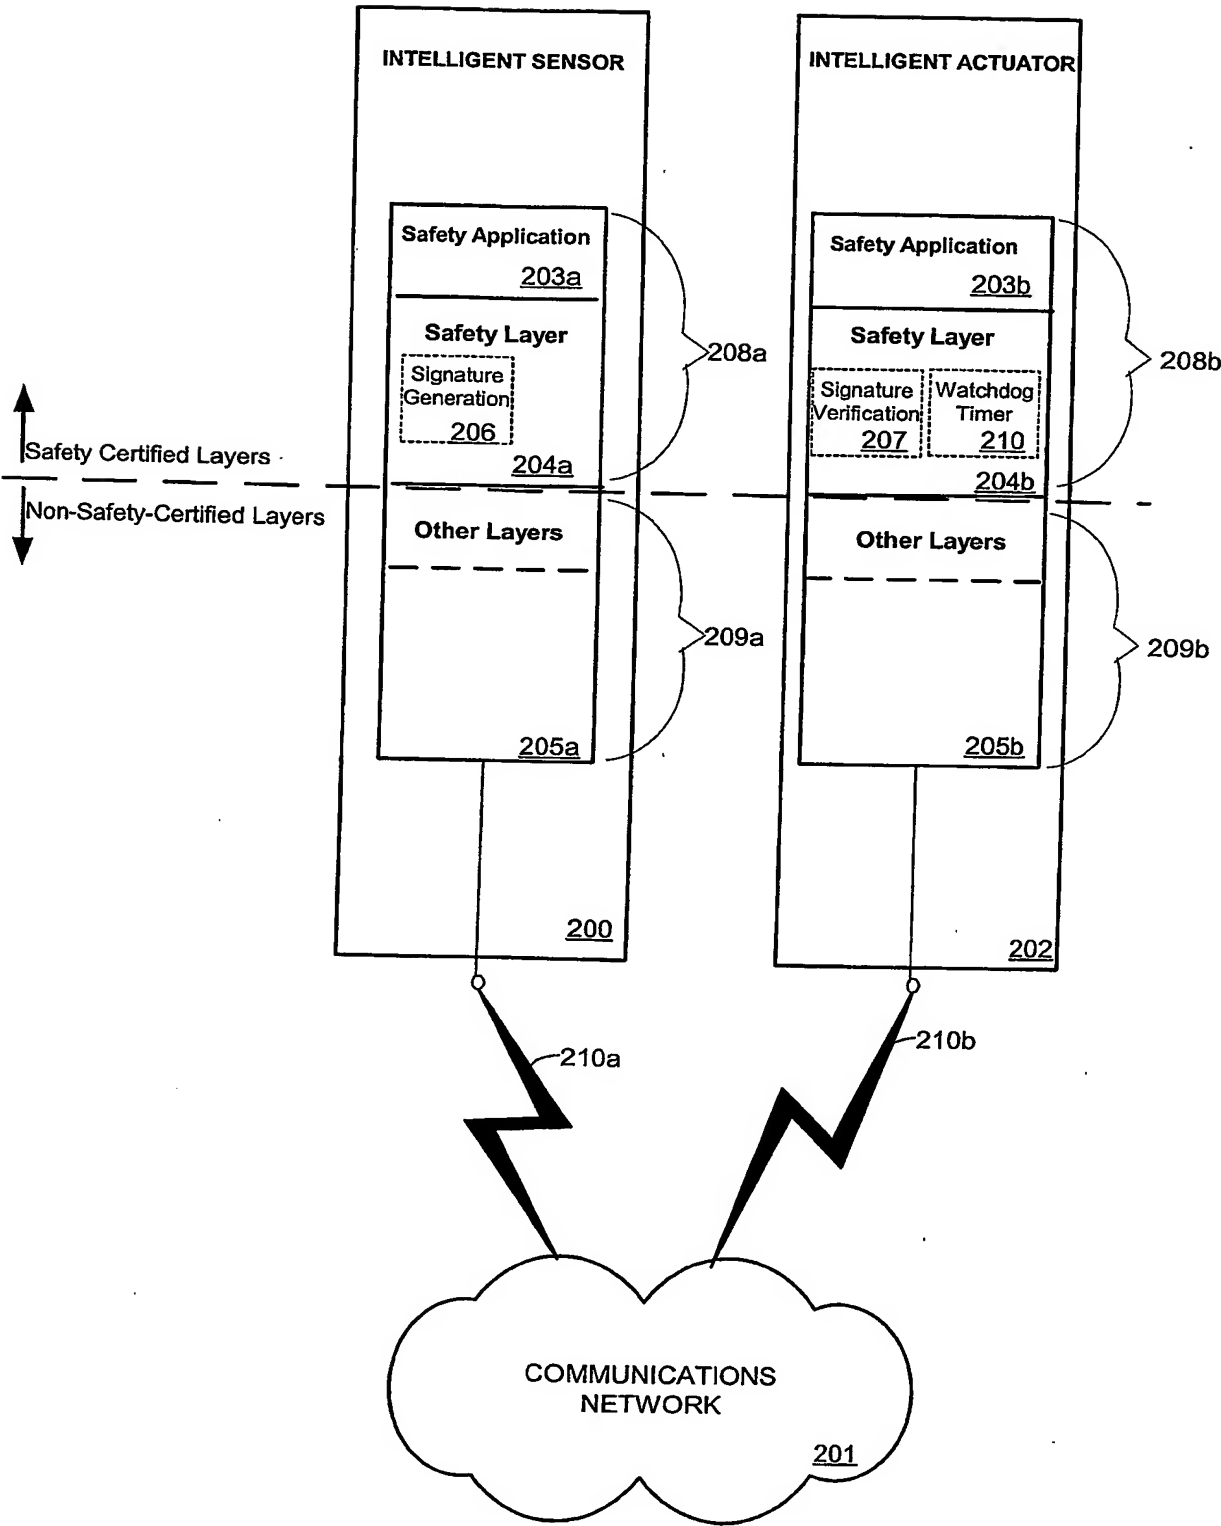 INTELLIGENT SENSOR
Safety Application
203a
Safety Layer
Signature
Generation
206
204a
208a
Other Layers
209a
205a
200
210a
INTELLIGENT ACTUATOR
Safety Application
203b
Safety Layer
Signature
Verification
207
Watchdog
Timer
210
204b
208b
Other Layers
209b
205b
202
210b
Safety Certified Layers
Non-Safety-Certified Layers
COMMUNICATIONS
NETWORK
201